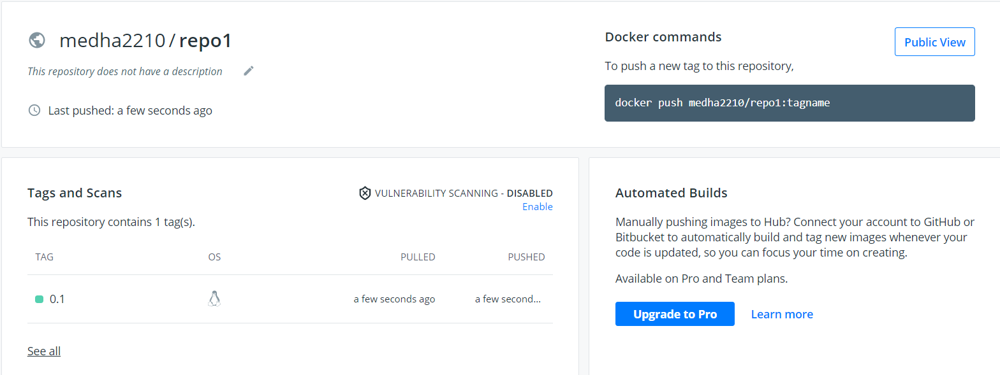 medha2210 / repo1
This repository does not have a description
Last pushed: a few seconds ago
Docker commands
Public View
To push a new tag to this repository,
docker push medha2210/repo1:tagname
Tags and Scans
VULNERABILITY SCANNING - DISABLED
Enable
This repository contains 1 tag(s).
TAG OS PULLED PUSHED
0.1 a few seconds ago a few second...
See all
Automated Builds
Manually pushing images to Hub? Connect your account to GitHub or
Bitbucket to automatically build and tag new images whenever your
code is updated, so you can focus your time on creating.
Available on Pro and Team plans.
Upgrade to Pro Learn more